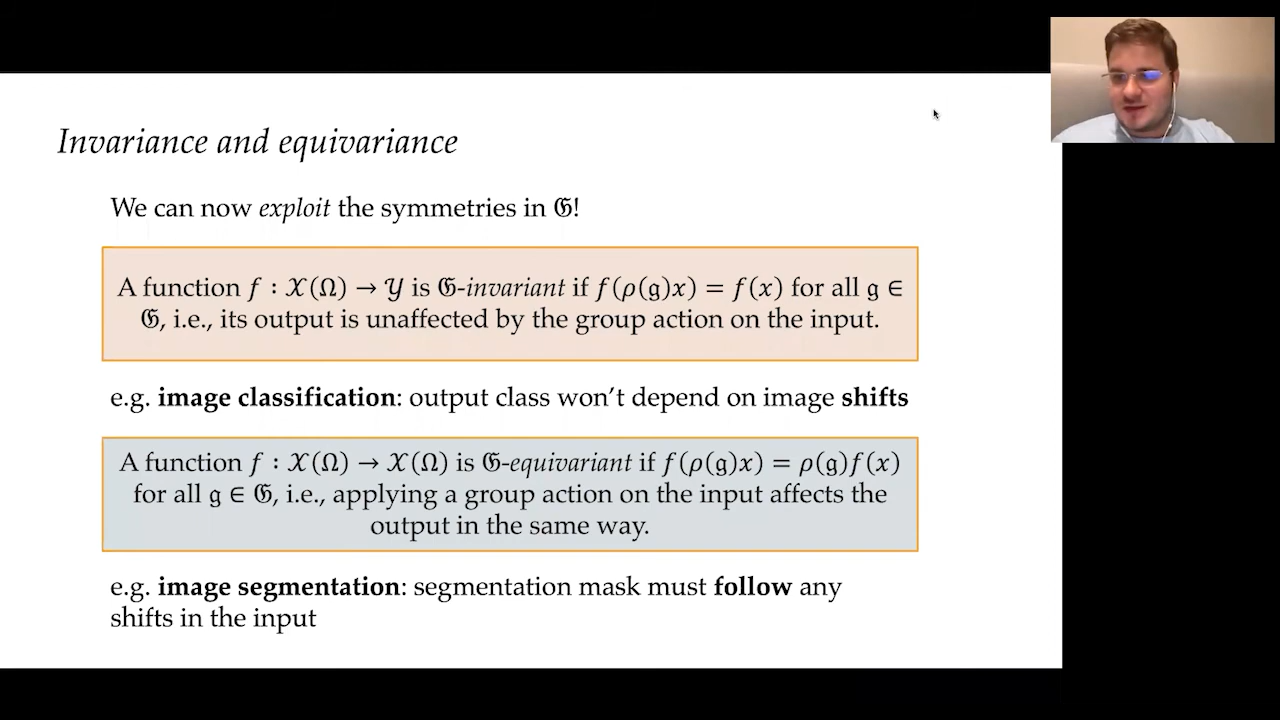 Invariance and equivariance
We can now exploit the symmetries in 𝔊!
A function f : 𝒳(Ω) → 𝒴 is 𝔊-invariant if f(ρ(𝔤)x) = f(x) for all 𝔤 ∈
𝔊, i.e., its output is unaffected by the group action on the input.
e.g. image classification: output class won’t depend on image shifts
A function f : 𝒳(Ω) → 𝒳(Ω) is 𝔊-equivariant if f(ρ(𝔤)x) = ρ(𝔤)f(x)
for all 𝔤 ∈ 𝔊, i.e., applying a group action on the input affects the
output in the same way.
e.g. image segmentation: segmentation mask must follow any
shifts in the input